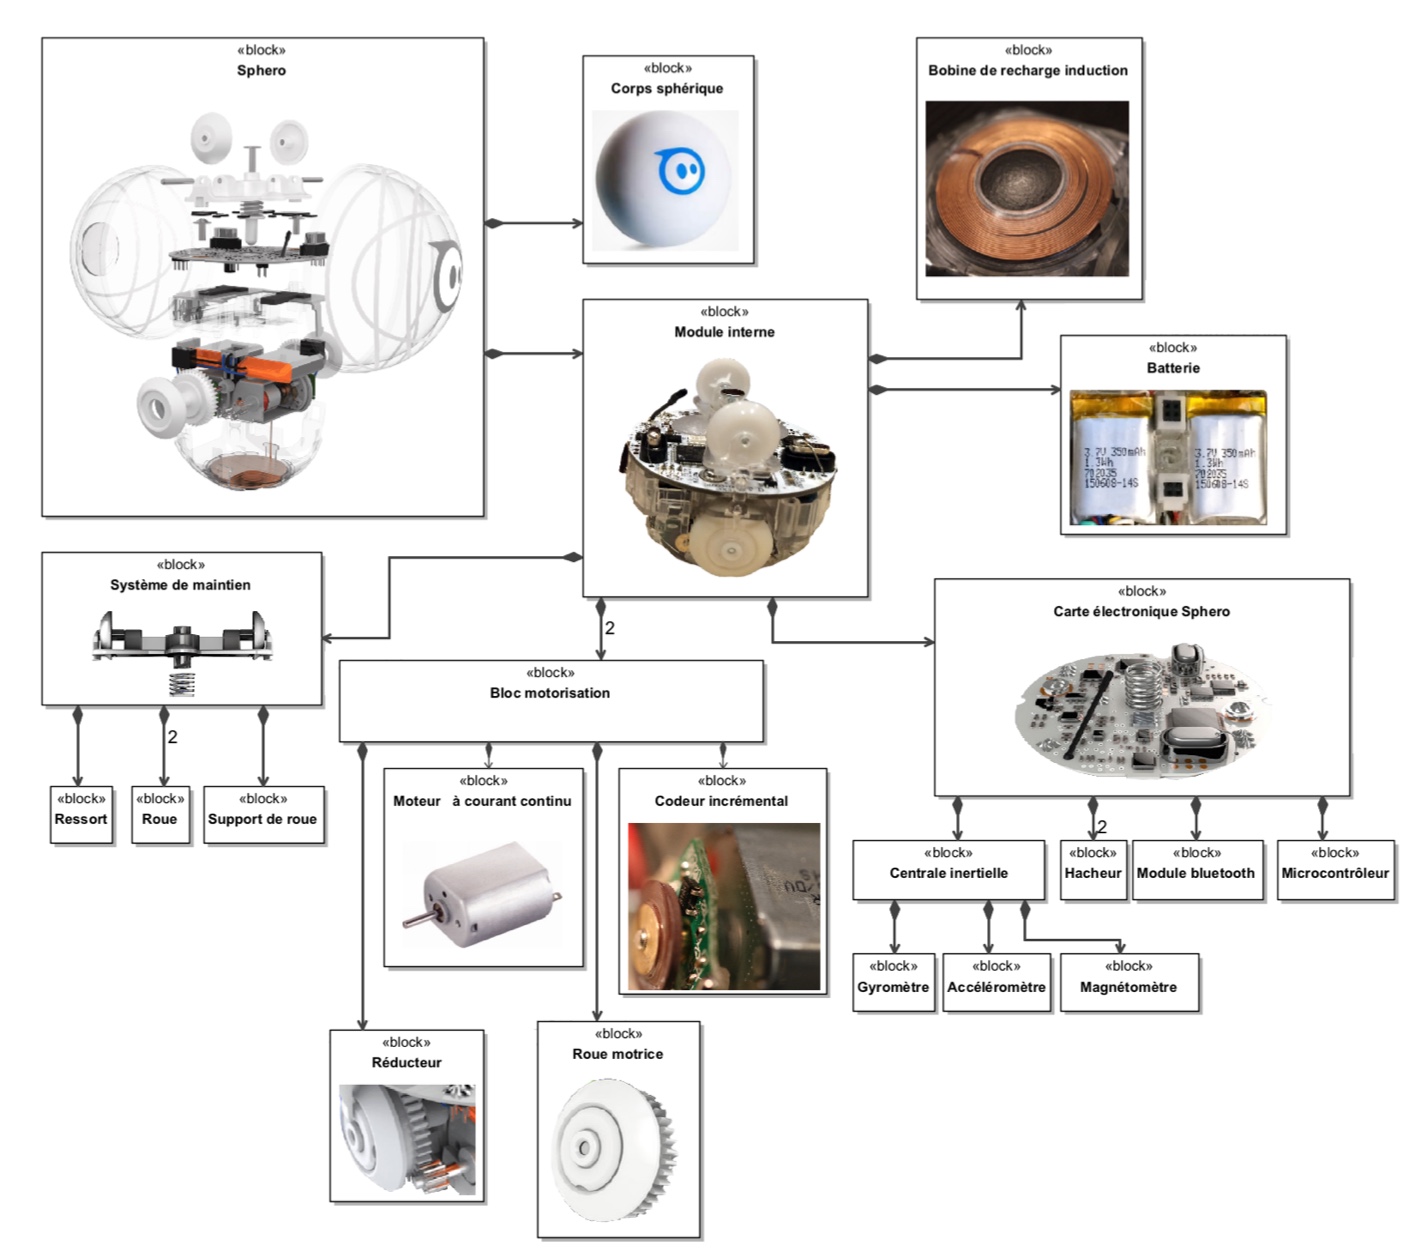 «block»
Sphero
«block»
Corps sphérique
«block»
Bobine de recharge induction
«block»
Module interne
«block»
Batterie
3.7V 350mAh
1.3Wh
702035
150608-14S
3.7V 350mAh
1.3Wh
702035
150608-14S
«block»
Système de maintien
2
«block»
Bloc motorisation
«block»
Carte électronique Sphero
2
«block»
Ressort
«block»
Roue
«block»
Support de roue
«block»
Moteur à courant continu
«block»
Codeur incrémental
2
«block»
Centrale inertielle
«block»
Hacheur
«block»
Module bluetooth
«block»
Microcontrôleur
«block»
Gyromètre
«block»
Accéléromètre
«block»
Magnétomètre
«block»
Réducteur
«block»
Roue motrice